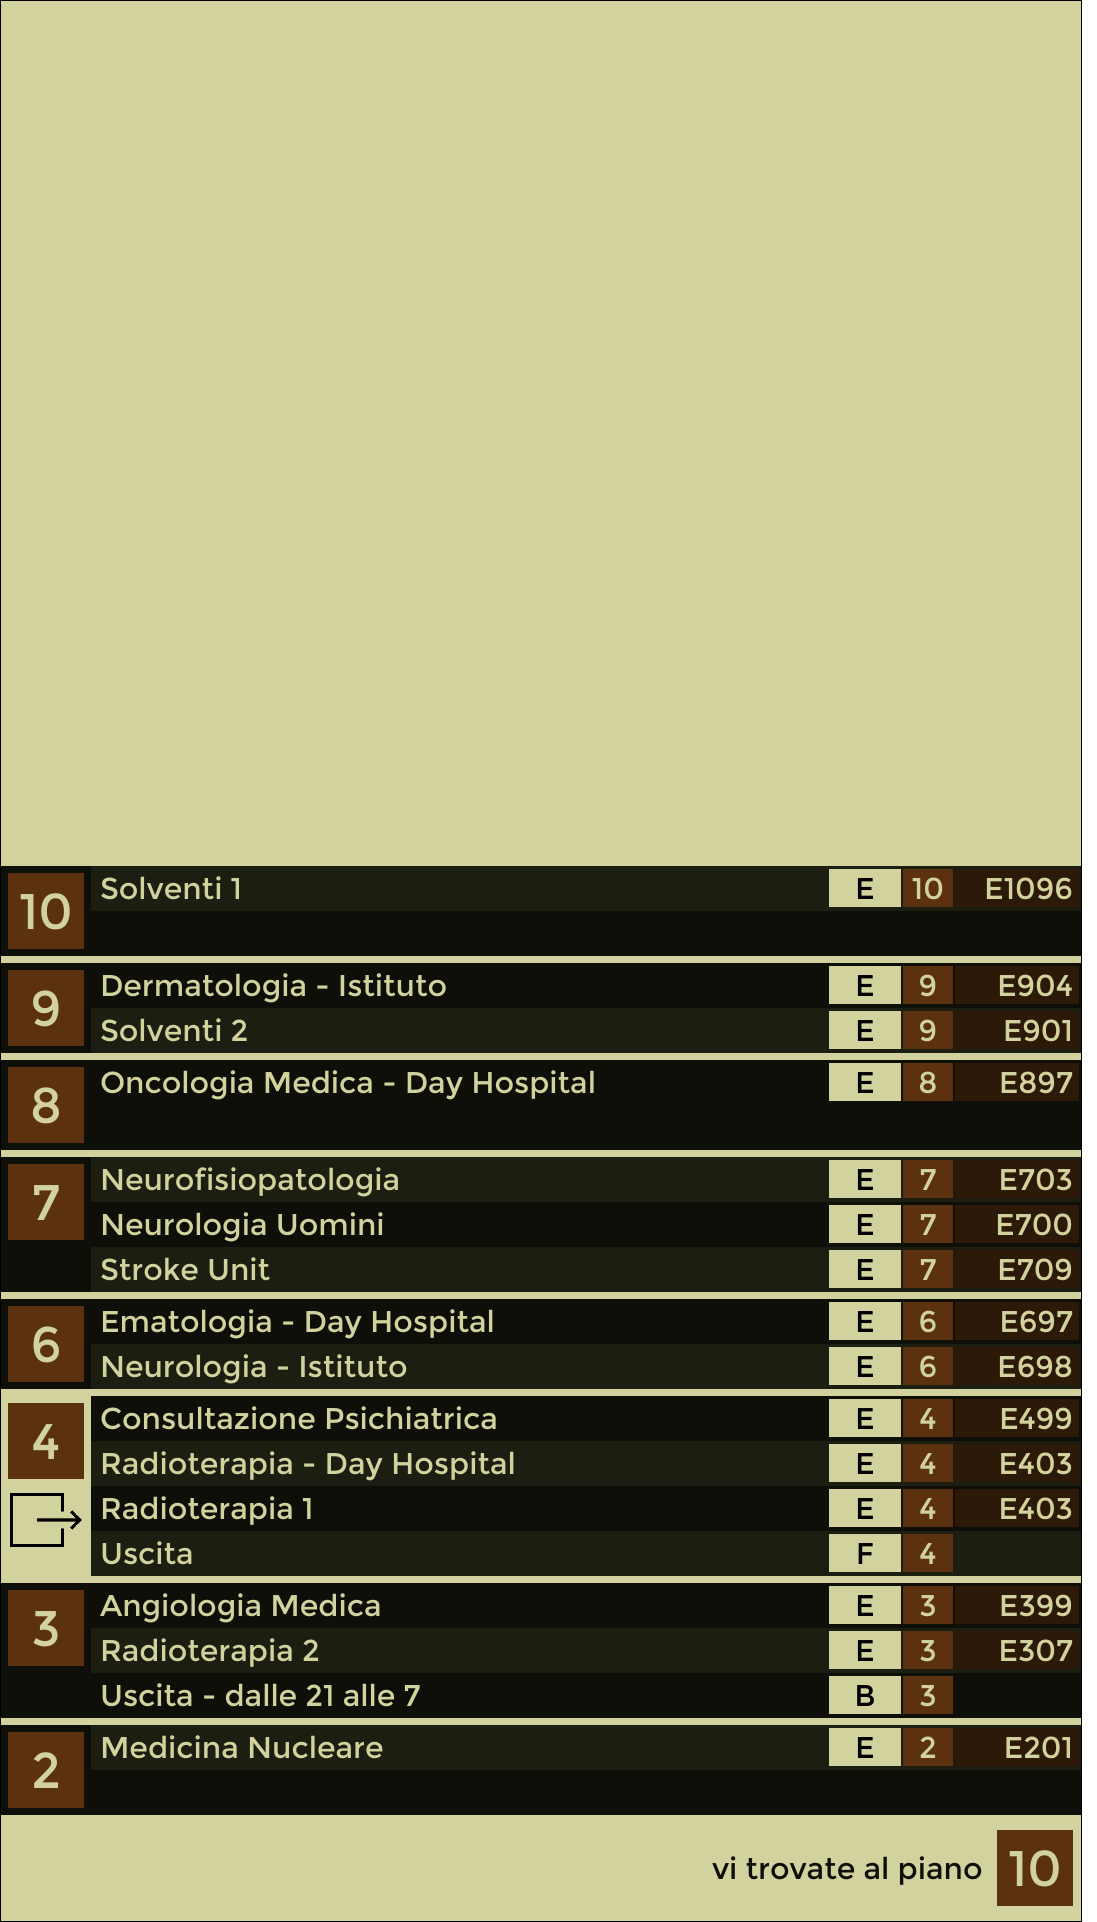 10 Solventi 1 E 10 E1096
9 Dermatologia - Istituto E 9 E904
Solventi 2 E 9 E901
8 Oncologia Medica - Day Hospital E 8 E897
7 Neurofisiopatologia E 7 E703
Neurologia Uomini E 7 E700
Stroke Unit E 7 E709
6 Ematologia - Day Hospital E 6 E697
Neurologia - Istituto E 6 E698
4 Consultazione Psichiatrica E 4 E499
Radioterapia - Day Hospital E 4 E403
Radioterapia 1 E 4 E403
Uscita F 4
3 Angiologia Medica E 3 E399
Radioterapia 2 E 3 E307
Uscita - dalle 21 alle 7 B 3
2 Medicina Nucleare E 2 E201
vi trovate al piano 10